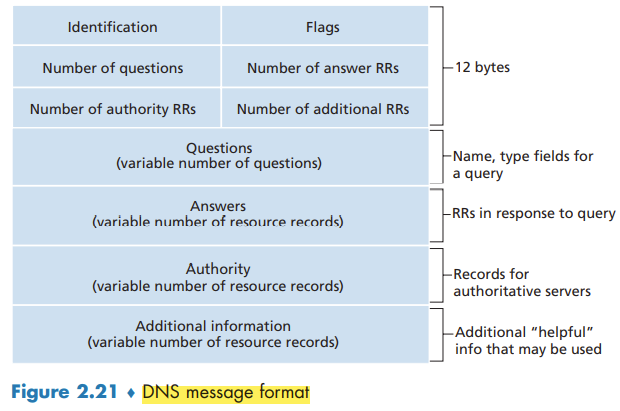 Identification
Flags
Number of questions
Number of answer RRs
12 bytes
Number of authority RRs
Number of additional RRs
Questions
(variable number of questions)
Name, type fields for
a query
Answers
(variable number of resource records)
RRs in response to query
Authority
(variable number of resource records)
Records for
authoritative servers
Additional information
(variable number of resource records)
Additional “helpful”
info that may be used
Figure 2.21 ♦ DNS message format